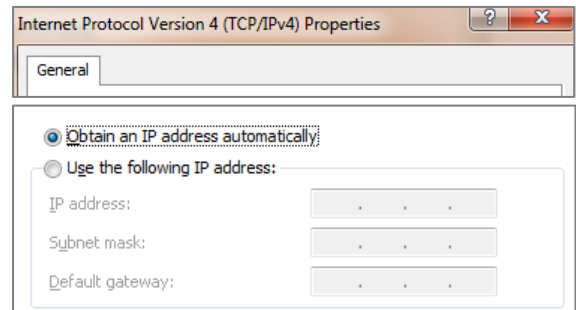 Internet Protocol Version 4 (TCP/IPv4) Properties
General
Obtain an IP address automatically
Use the following IP address:
IP address:
Subnet mask:
Default gateway: